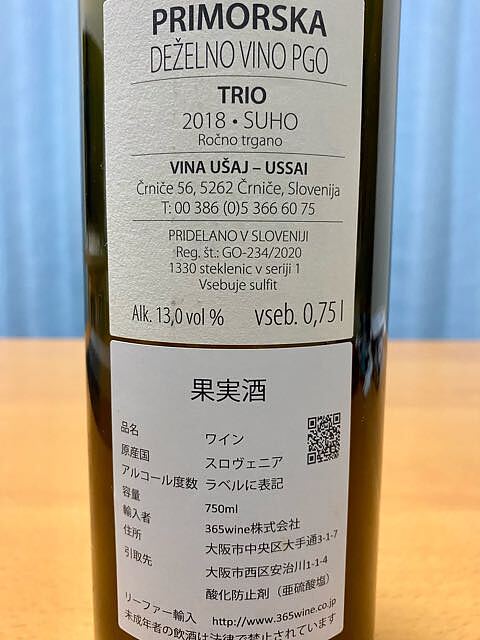 PRIMORSKA
DEŽELNO VINO PGO
TRIO
2018 • SUHO
Ročno trgano
VINA UŠAJ – USSAI
Črniče 56, 5262 Črniče, Slovenija
T: 00 386 (0)5 366 60 75
PRIDELANO V SLOVENIJI
Reg. št.: GO-234/2020
1330 steklenic v seriji 1
Vsebuje sulfit
Alk. 13,0 vol % vseb. 0,75 l
果実酒
品名 ワイン
原産国 スロヴェニア
アルコール度数 ラベルに表記
容量 750ml
輸入者 365wine株式会社
住所 大阪市中央区大手通3-1-7
引取先 大阪市西区安治川1-1-4
酸化防止剤（亜硫酸塩）
リーファー輸入 http://www.365wine.co.jp
未成年者の飲酒は法律で禁止されています